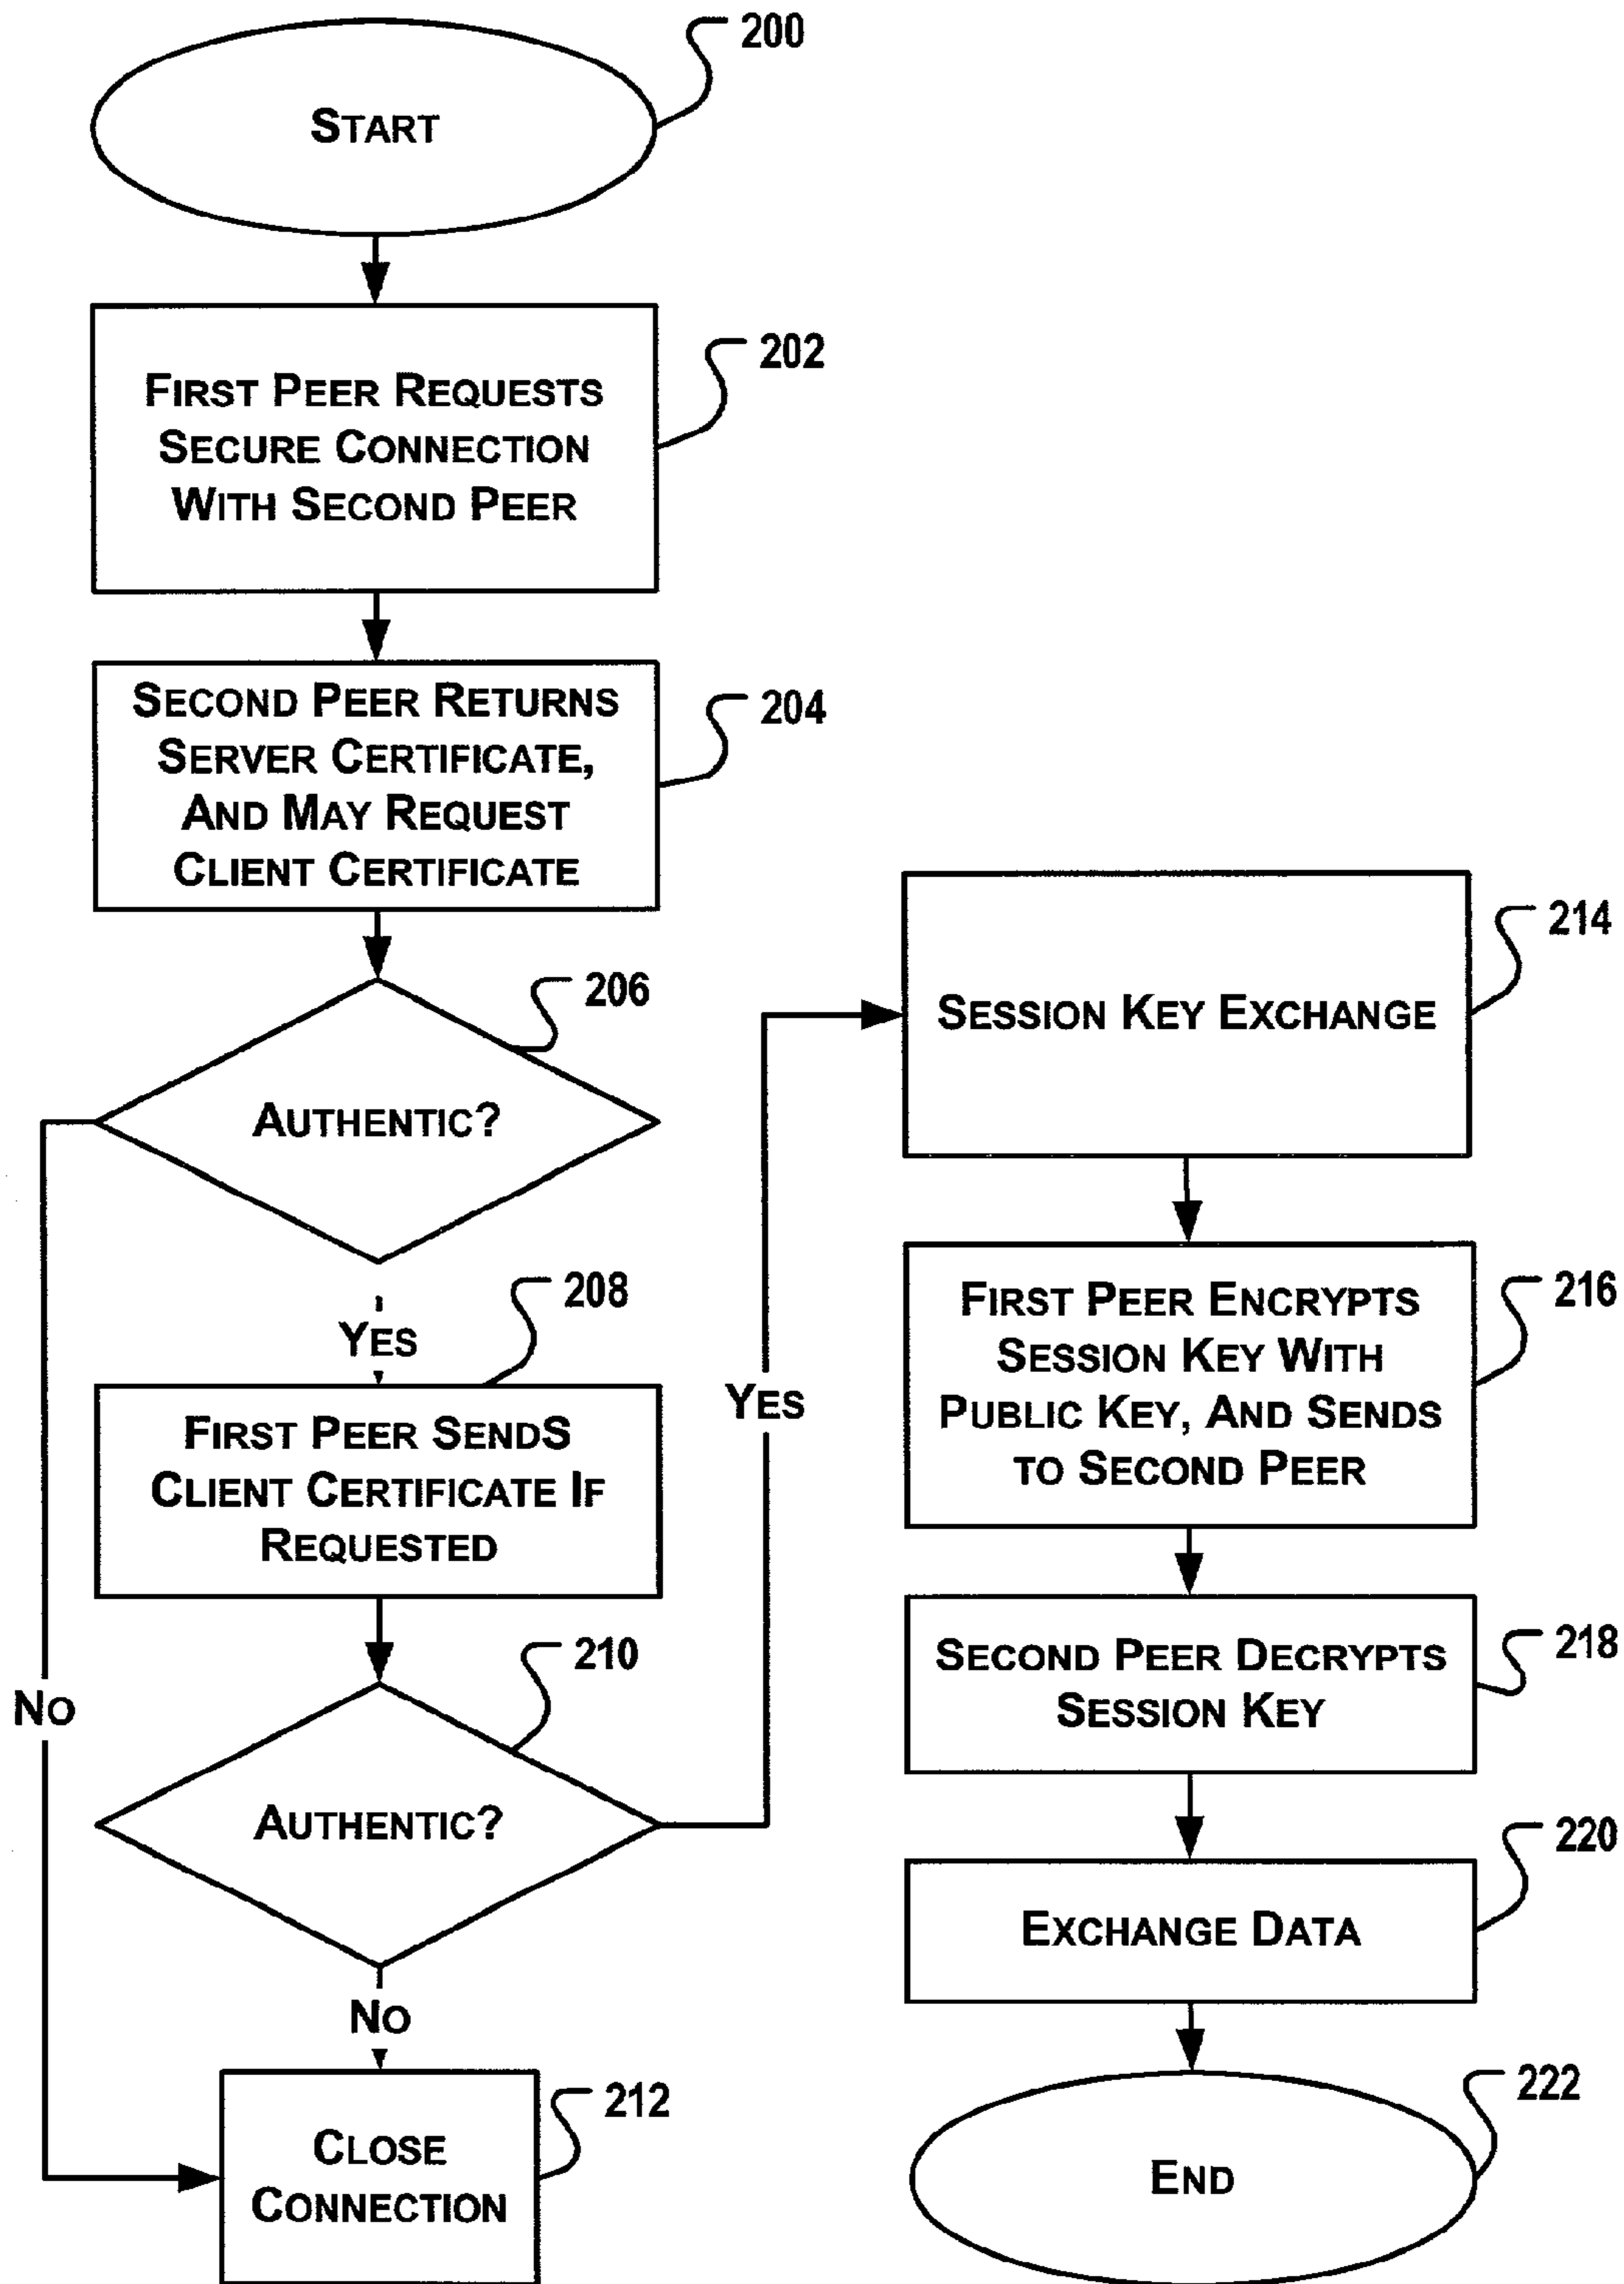 START
200
FIRST PEER REQUESTS
SECURE CONNECTION
WITH SECOND PEER
202
SECOND PEER RETURNS
SERVER CERTIFICATE,
AND MAY REQUEST
CLIENT CERTIFICATE
204
AUTHENTIC?
206
YES
FIRST PEER SENDS
CLIENT CERTIFICATE IF
REQUESTED
208
AUTHENTIC?
210
NO
NO
YES
CLOSE
CONNECTION
212
SESSION KEY EXCHANGE
214
FIRST PEER ENCRYPTS
SESSION KEY WITH
PUBLIC KEY, AND SENDS
TO SECOND PEER
216
SECOND PEER DECRYPTS
SESSION KEY
218
EXCHANGE DATA
220
END
222